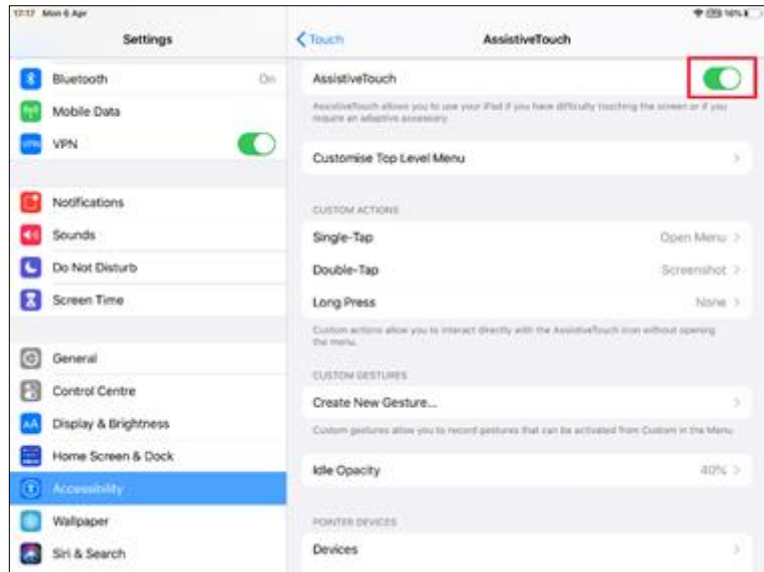 17:17 Mon 6 Apr
Settings
Bluetooth On
Mobile Data
VPN VPN
Notifications
Sounds
Do Not Disturb
Screen Time
General
Control Centre
AA Display & Brightness
Home Screen & Dock
Accessibility
Wallpaper
Siri & Search
Touch AssistiveTouch
AssistiveTouch
AssistiveTouch allows you to use your iPad if you have difficulty touching the screen or if you
require an adaptive accessory.
Customise Top Level Menu
CUSTOM ACTIONS
Single-Tap Open Menu
Double-Tap Screenshot
Long Press None
Custom actions allow you to interact directly with the AssistiveTouch icon without opening
the menu.
CUSTOM GESTURES
Create New Gesture...
Custom gestures allow you to record gestures that can be activated from Custom in the Menu.
Idle Opacity 40%
POINTER DEVICES
Devices